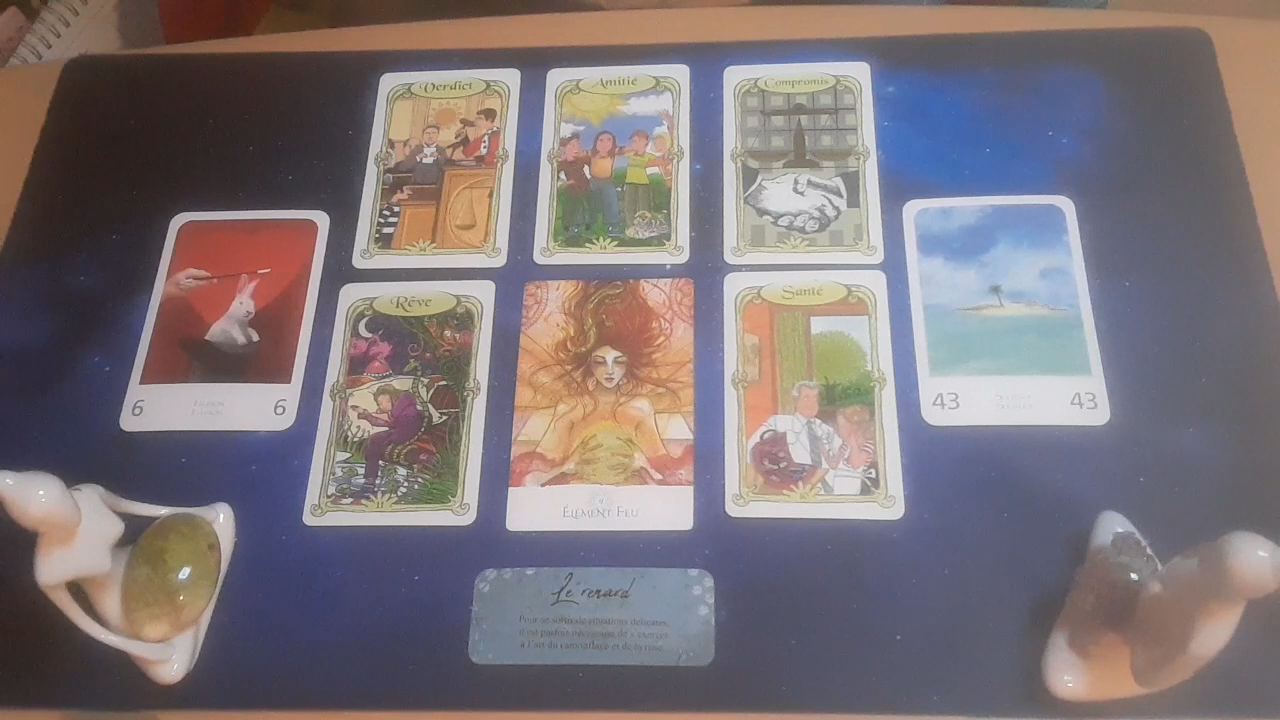 Verdict
Amitié
Compromis
6
6
43
43
Rêve
11
Élément Feu
Santé
Le renard
Pour se sortir de situations délicates,
il est parfois nécessaire de s'exercer
à l'art du camouflage et de la ruse.